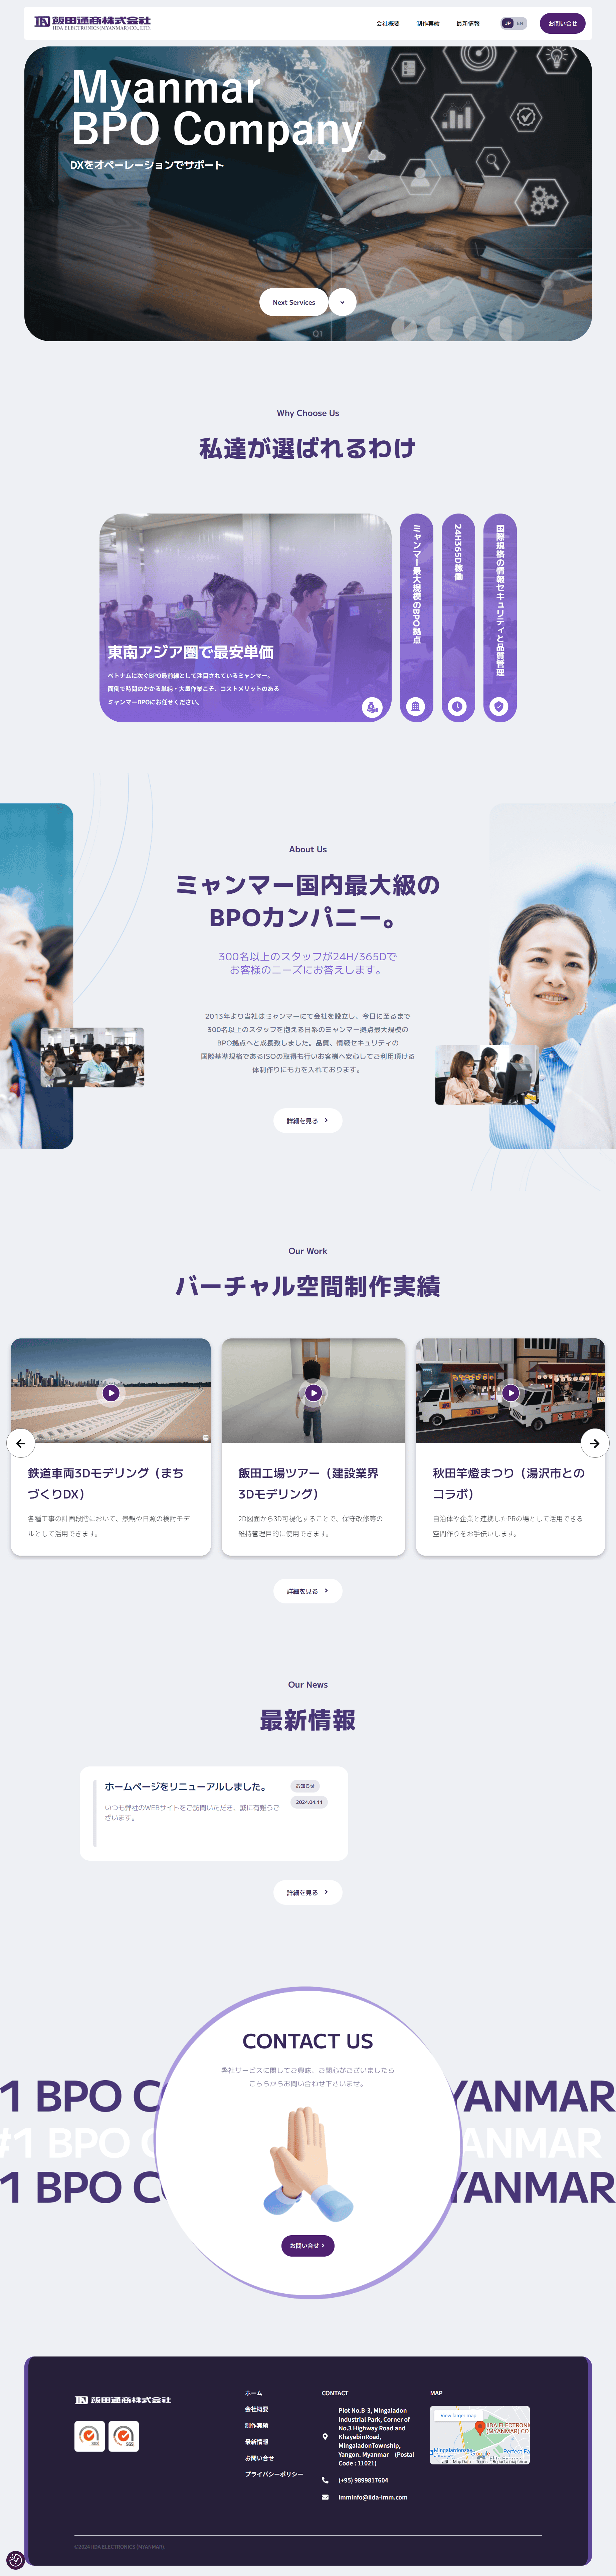 飯田通商株式会社
IIDA ELECTRONICS (MYANMAR) CO., LTD.
会社概要
制作実績
最新情報
JP
EN
お問い合せ
Myanmar
BPO Company
DXをオペーレーションでサポート
Next Services
Q1
Why Choose Us
私達が選ばれるわけ
東南アジア圏で最安単価
ベトナムに次ぐBPO最前線として注目されているミャンマー。
面倒で時間のかかる単純・大量作業こそ、コストメリットのある
ミャンマーBPOにお任せください。
ミャンマー最大規模のBPO拠点
24H365D稼働
国際規格の情報セキュリティと品質管理
About Us
ミャンマー国内最大級の
BPOカンパニー。
300名以上のスタッフが24H/365Dで
お客様のニーズにお答えします。
2013年より当社はミャンマーにて会社を設立し、今日に至るまで
300名以上のスタッフを抱える日系のミャンマー拠点最大規模の
BPO拠点へと成長致しました。品質、情報セキュリティの
国際基準規格であるISOの取得も行いお客様へ安心してご利用頂ける
体制作りにも力を入れております。
詳細を見る
Our Work
バーチャル空間制作実績
鉄道車両3Dモデリング（まち
づくりDX）
各種工事の計画段階において、景観や日照の検討モデ
ルとして活用できます。
飯田工場ツアー（建設業界
3Dモデリング）
2D図面から3D可視化することで、保守改修等の
維持管理目的に使用できます。
秋田竿燈まつり（湯沢市との
コラボ）
自治体や企業と連携したPRの場として活用できる
空間作りをお手伝いします。
詳細を見る
Our News
最新情報
ホームページをリニューアルしました。
お知らせ
いつも弊社のWEBサイトをご訪問いただき、誠に有難うご
ざいます。
2024.04.11
詳細を見る
CONTACT US
弊社サービスに関してご興味、ご関心がございましたら
こちらからお問い合わせ下さいませ。
1 BPO C
YANMAR
#1 BPO
ANMAR
1 BPO C
YANMAR
お問い合せ
飯田通商株式会社
ホーム
会社概要
制作実績
最新情報
お問い合せ
プライバシーポリシー
CONTACT
Plot No.B-3, Mingaladon
Industrial Park, Corner of
No.3 Highway Road and
KhayebinRoad,
MingaladonTownship,
Yangon. Myanmar (Postal
Code : 11021)
(+95) 9899817604
imminfo@iida-imm.com
MAP
View larger map
IIDA ELECTRONI
(MYANMAR) CO
Mingalardonzay
Google
Perfect Fa
Map Data
Terms
Report a map error
©2024 IIDA ELECTRONICS (MYANMAR).